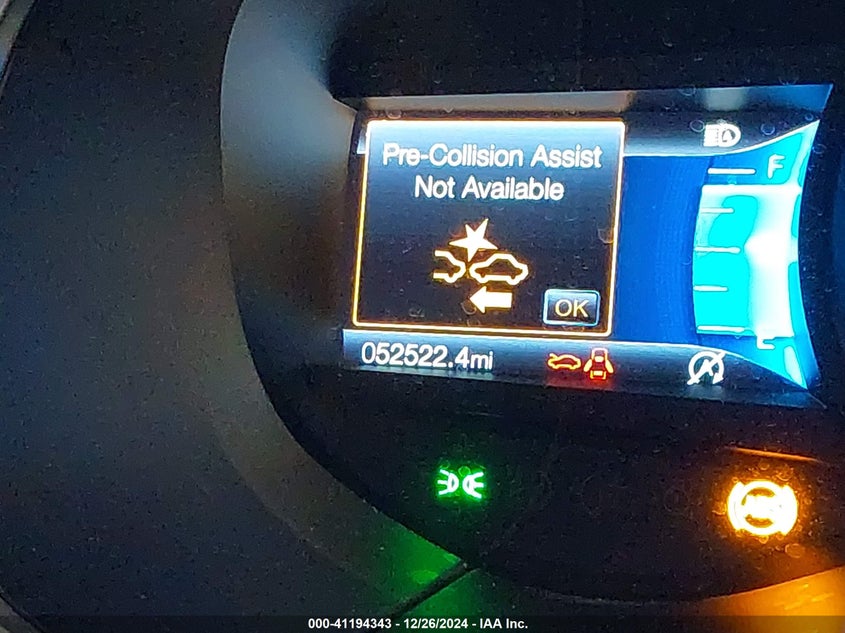 Pre-Collision Assist
Not Available
F
OK
052522.4mi
000-41194343 - 12/26/2024 - IAA Inc.